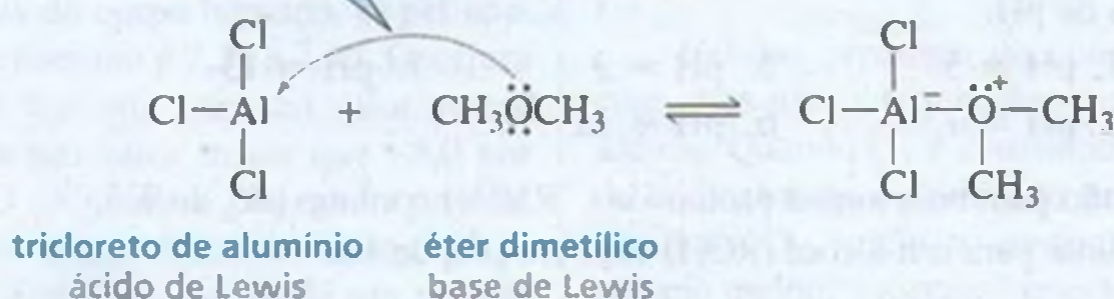 Cl Cl
Cl—Al + CH₃ÖCH₃ ⇌ Cl—Al⁻—Ö⁺—CH₃
Cl Cl CH₃
tricloreto de alumínio éter dimetílico
ácido de Lewis base de Lewis